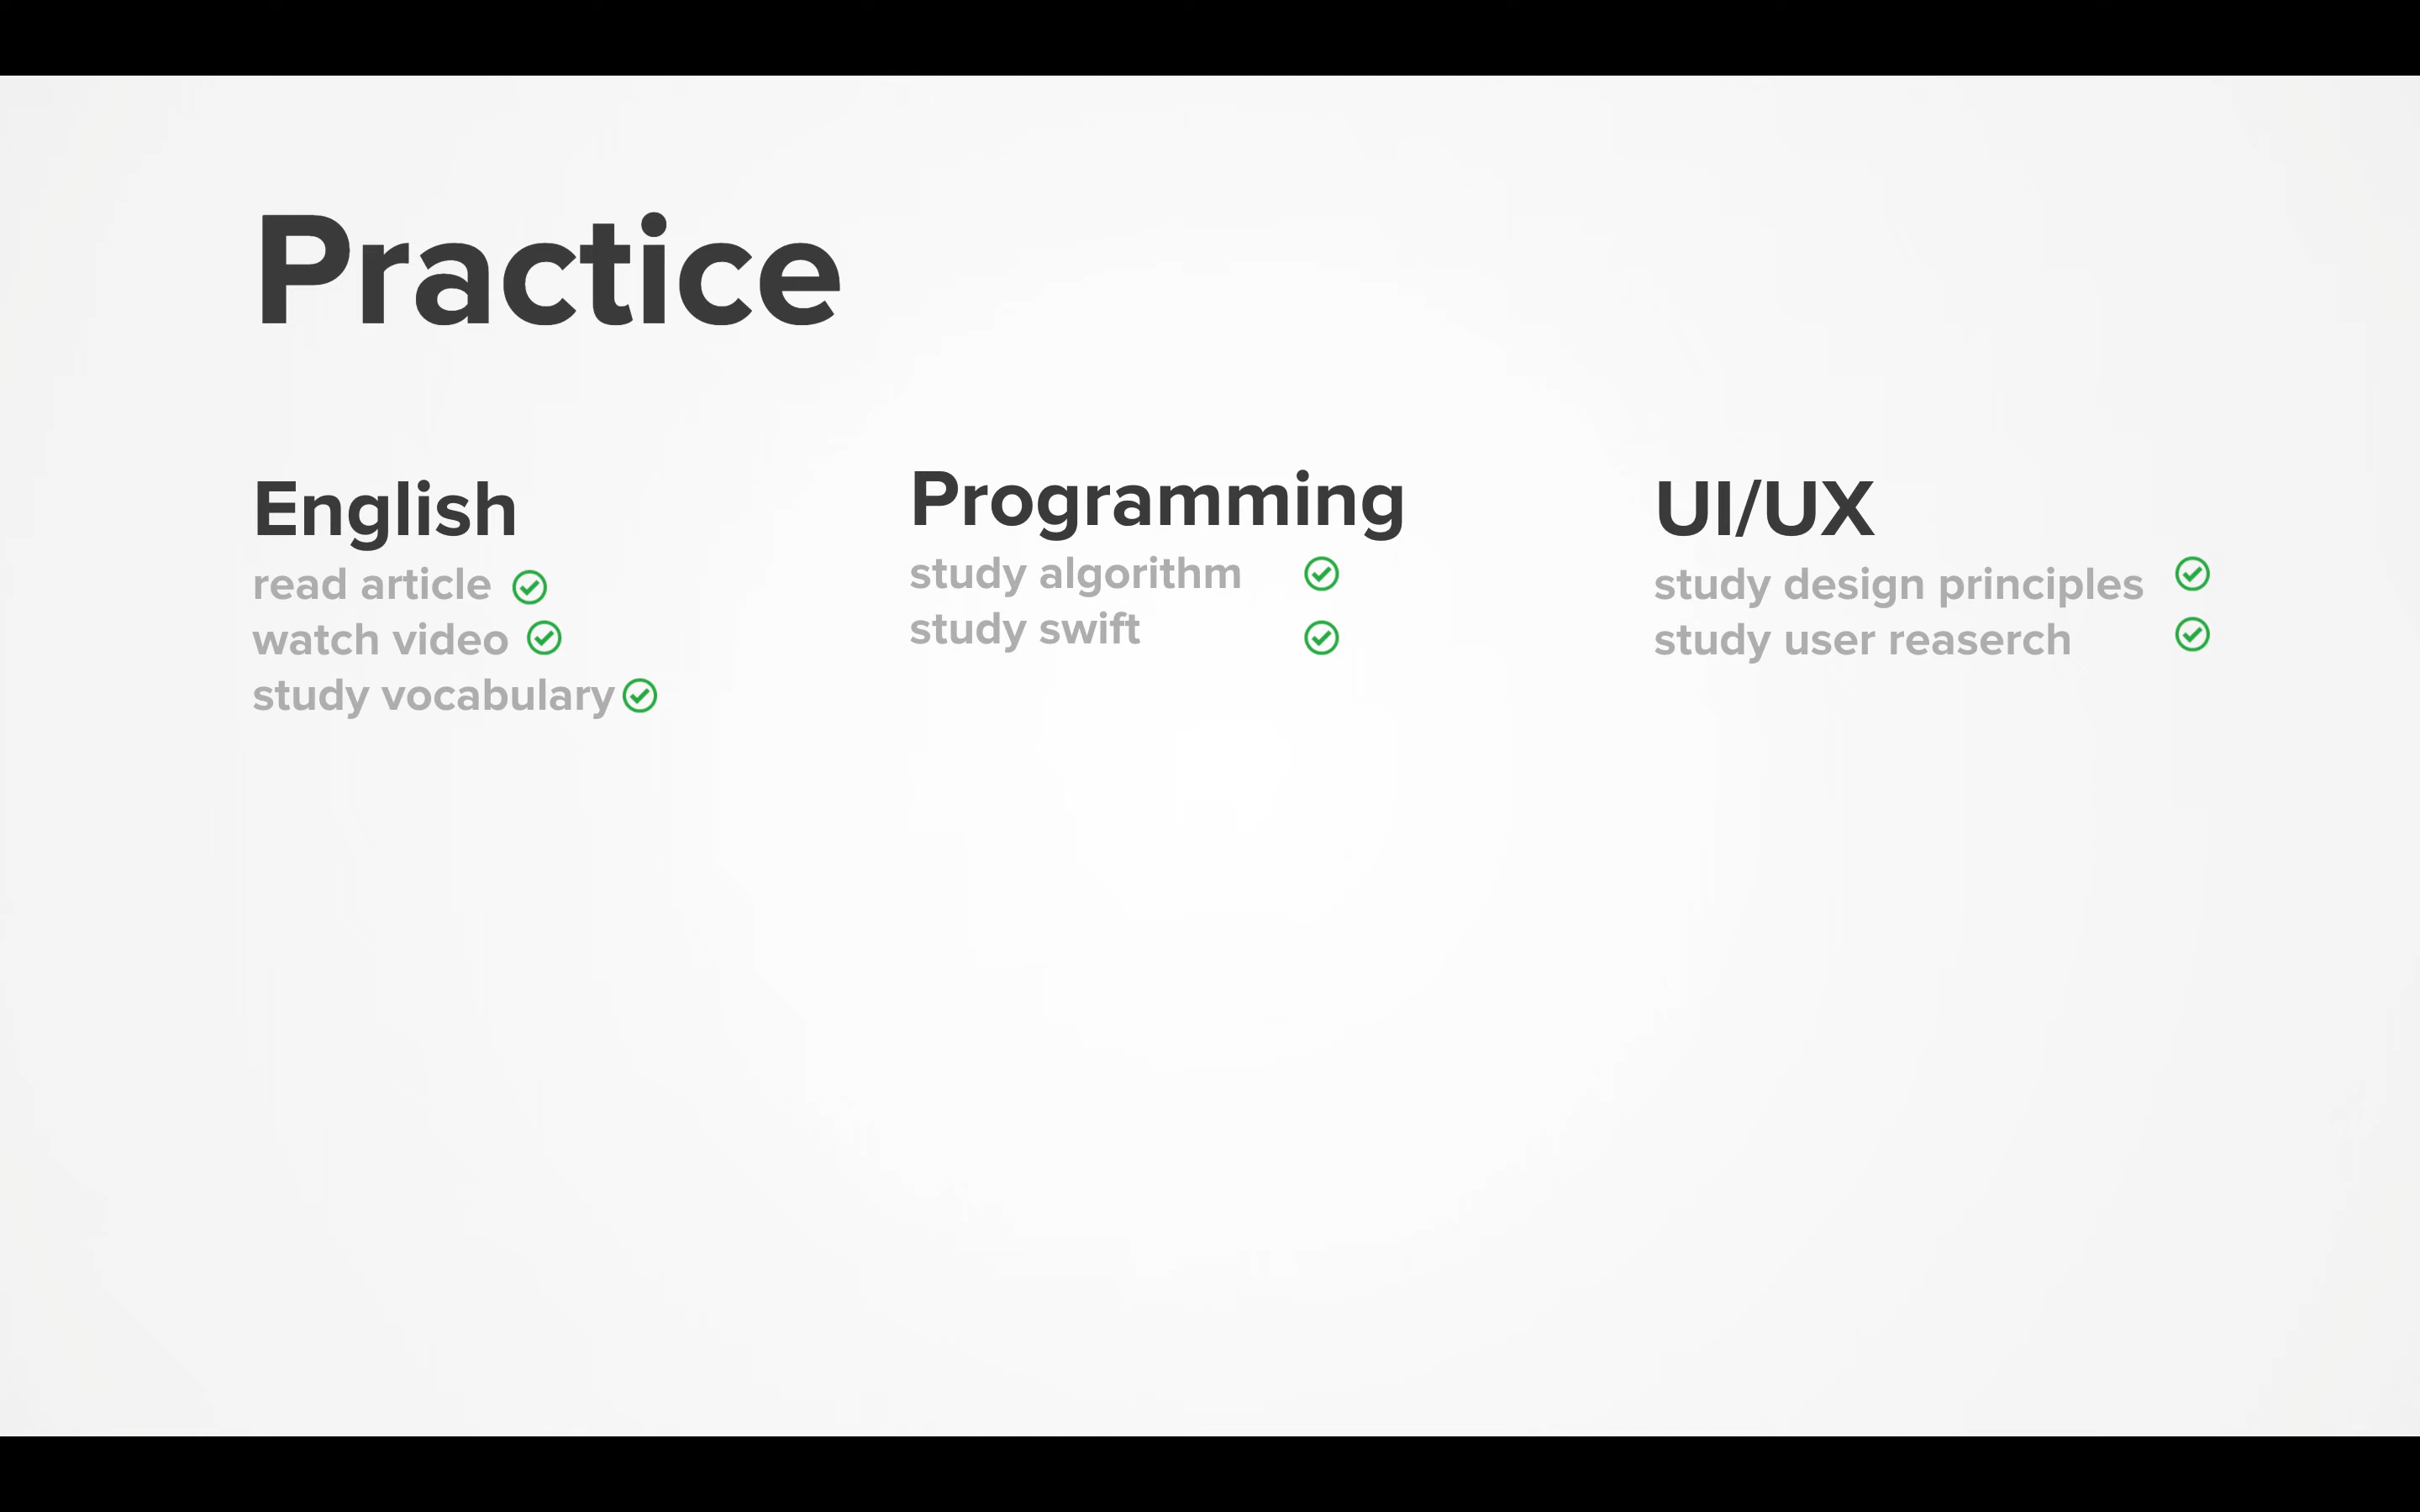 Practice
English
read article
watch video
study vocabulary
Programming
study algorithm
study swift
UI/UX
study design principles
study user reaserch